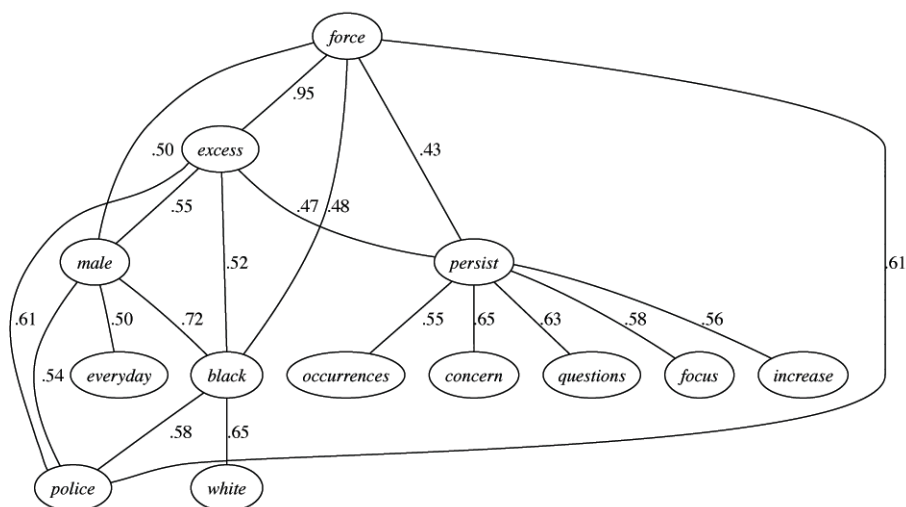 force
.95
.50
excess
.43
.55
.47
.48
male
.52
persist
.61
.61
.50
.72
.55
.65
.63
.58
.56
.54
everyday
black
occurrences
concern
questions
focus
increase
.58
.65
police
white